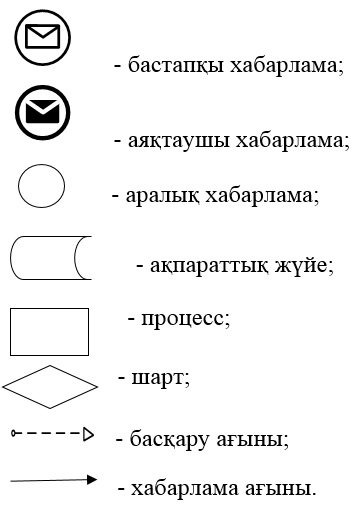 - бастапқы хабарлама;
- аяқтаушы хабарлама;
- аралық хабарлама;
- ақпараттық жүйе;
- процесс;
- шарт;
- басқару ағыны;
- хабарлама ағыны.